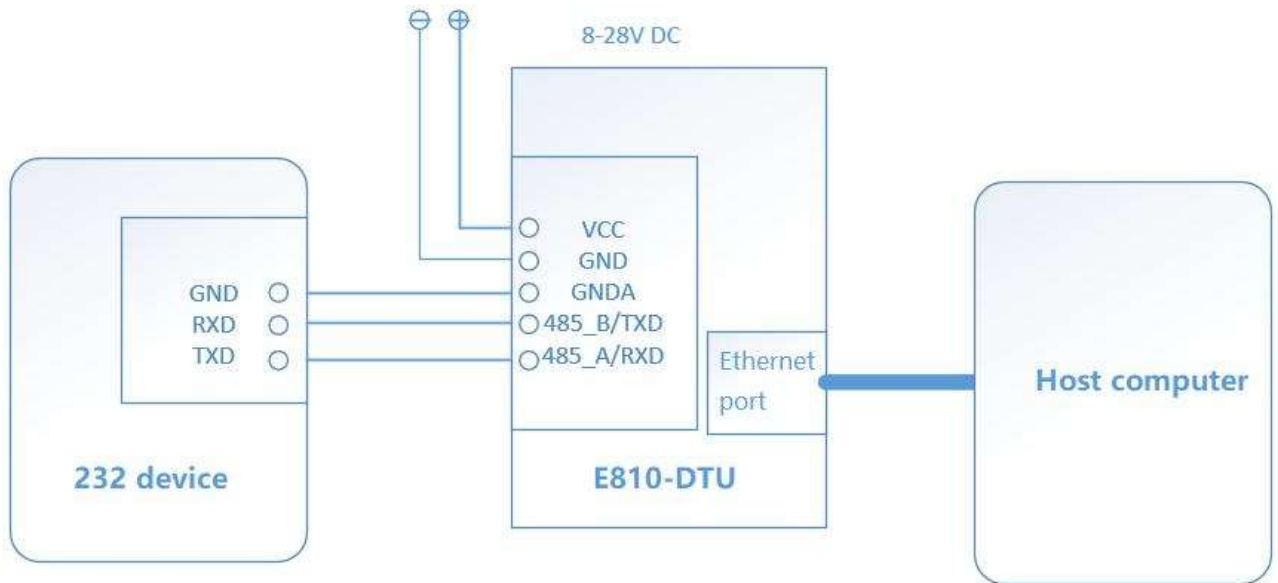 8-28V DC
VCC
GND
GNDA
485_B/TXD
485_A/RXD
GND
RXD
TXD
Ethernet
port
232 device
E810-DTU
Host computer